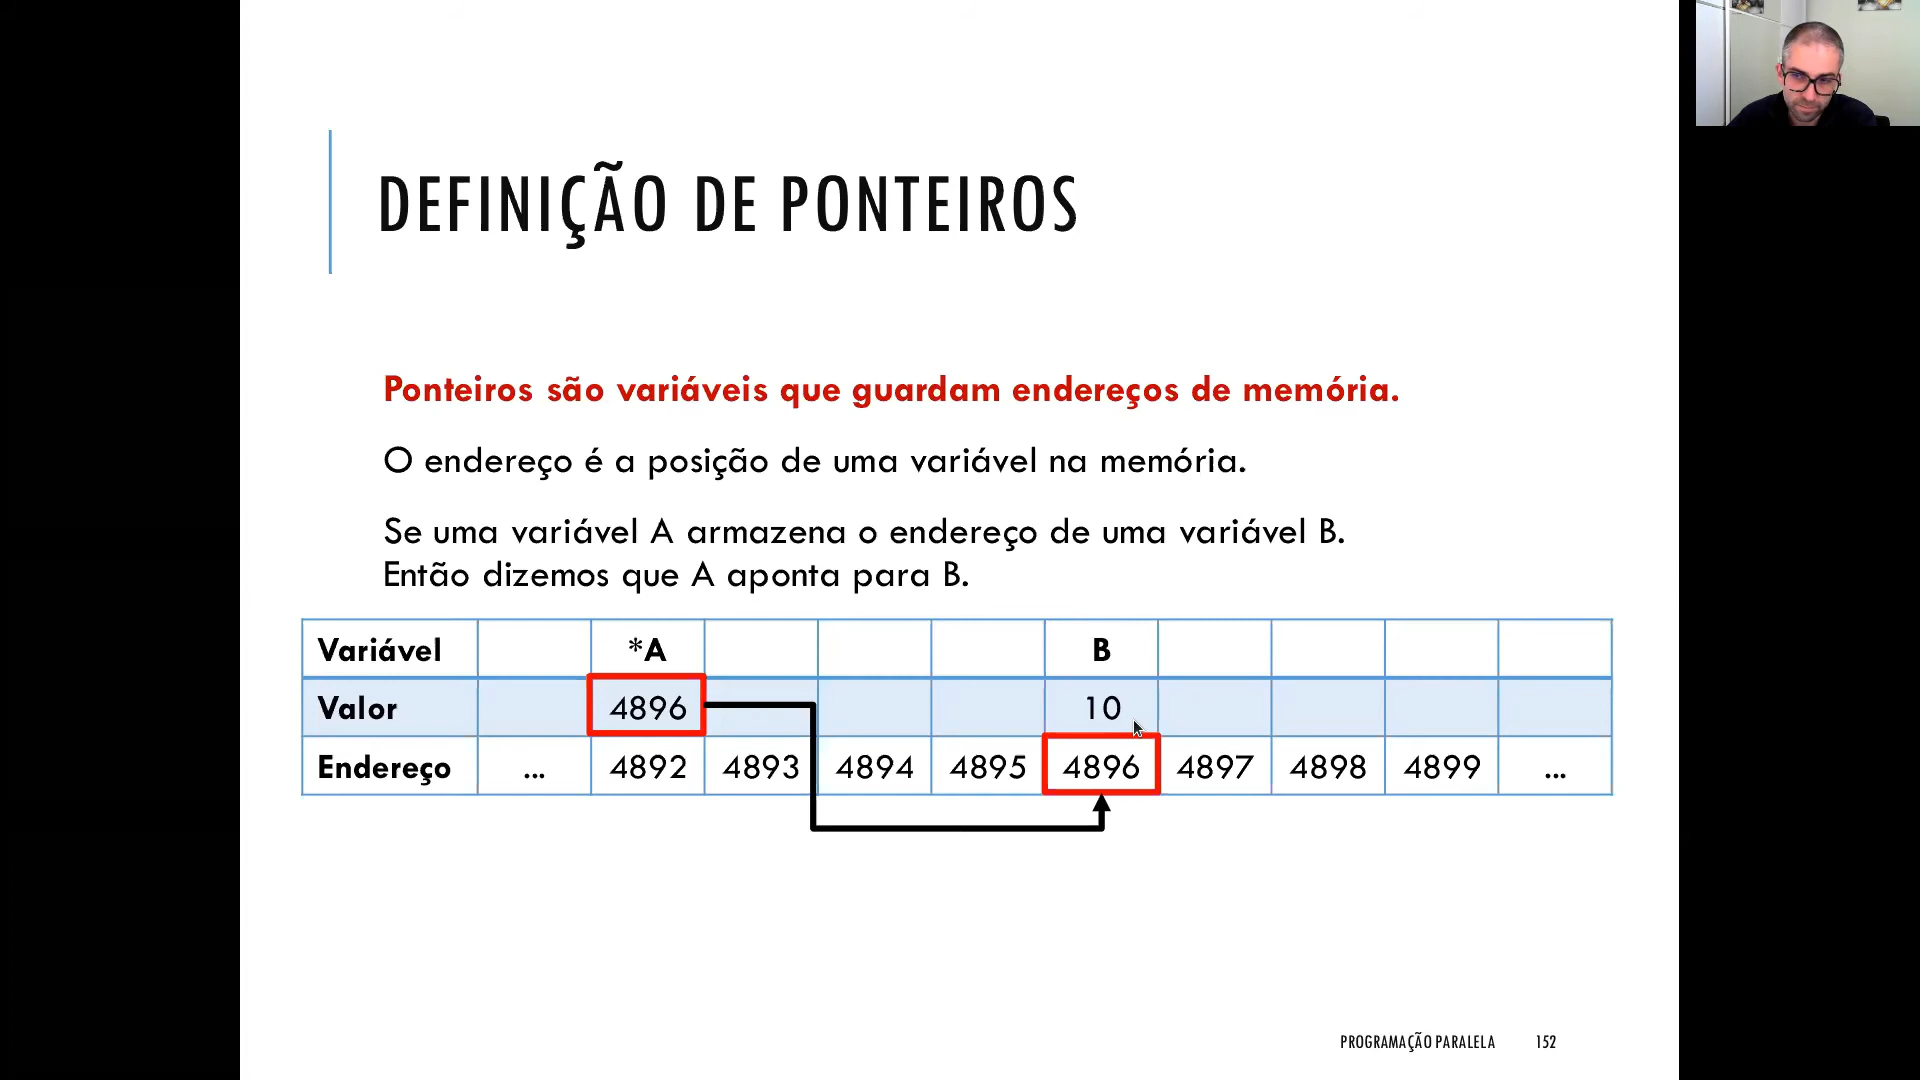 DEFINIÇÃO DE PONTEIROS
Ponteiros são variáveis que guardam endereços de memória.
O endereço é a posição de uma variável na memória.
Se uma variável A armazena o endereço de uma variável B.
Então dizemos que A aponta para B.
Variável *A B
Valor 4896 10
Endereço ... 4892 4893 4894 4895 4896 4897 4898 4899 ...
PROGRAMAÇÃO PARALELA 152